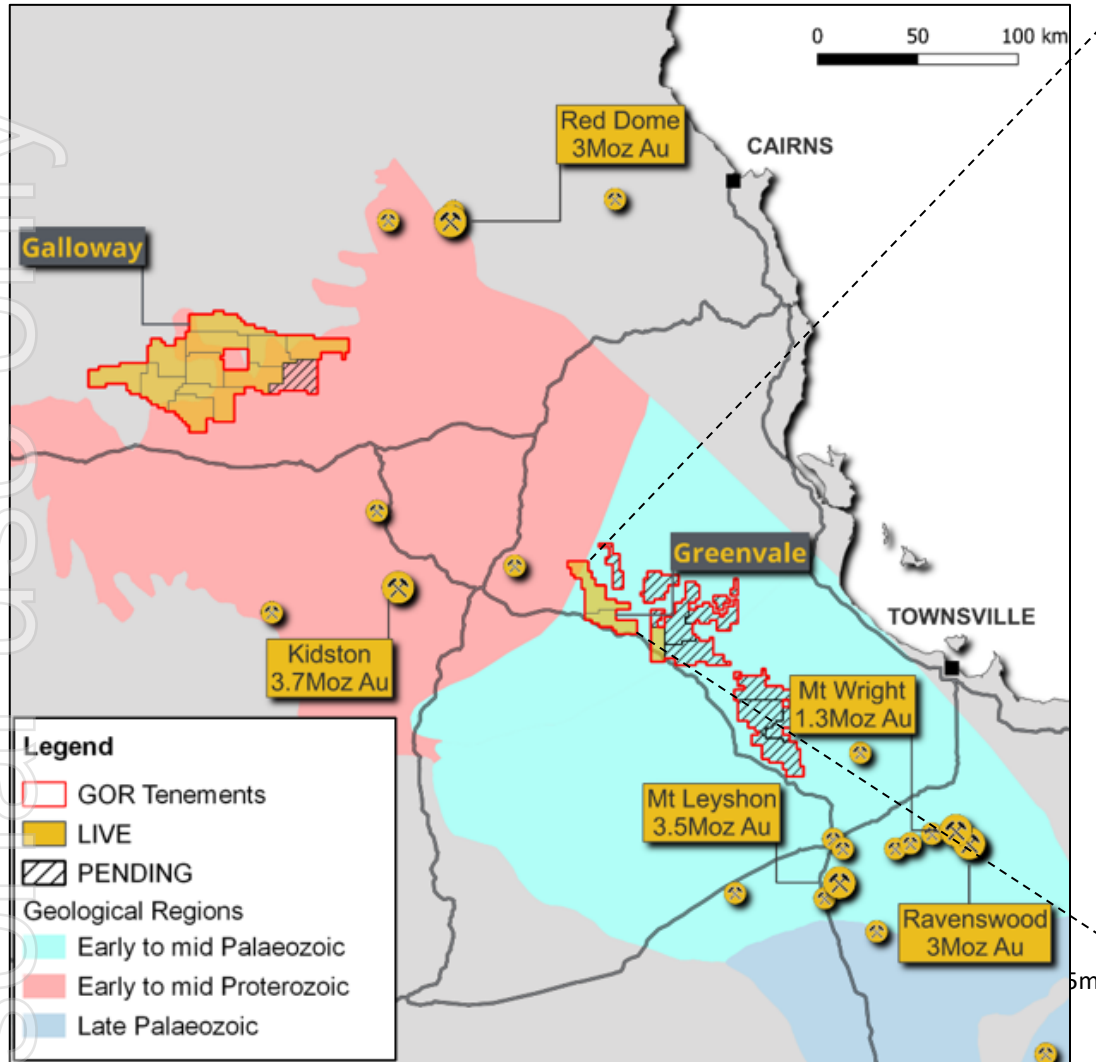 0 50 100 km
Red Dome
3Moz Au
CAIRNS
Galloway
Greenvale
TOWNSVILLE
Kidston
3.7Moz Au
Mt Wright
1.3Moz Au
Mt Leyshon
3.5Moz Au
Ravenswood
3Moz Au
Legend
GOR Tenements
LIVE
PENDING
Geological Regions
Early to mid Palaeozoic
Early to mid Proterozoic
Late Palaeozoic